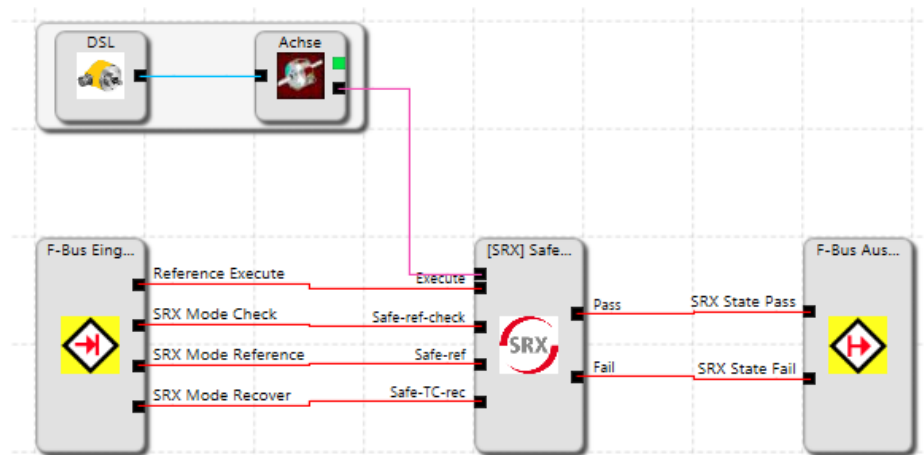 DSL
Achse
F-Bus Eing...
[SRX] Safe...
F-Bus Aus...
Reference Execute
Execute
SRX Mode Check
Safe-ref-check
SRX Mode Reference
Safe-ref
SRX Mode Recover
Safe-TC-rec
SRX
Pass
SRX State Pass
Fail
SRX State Fail